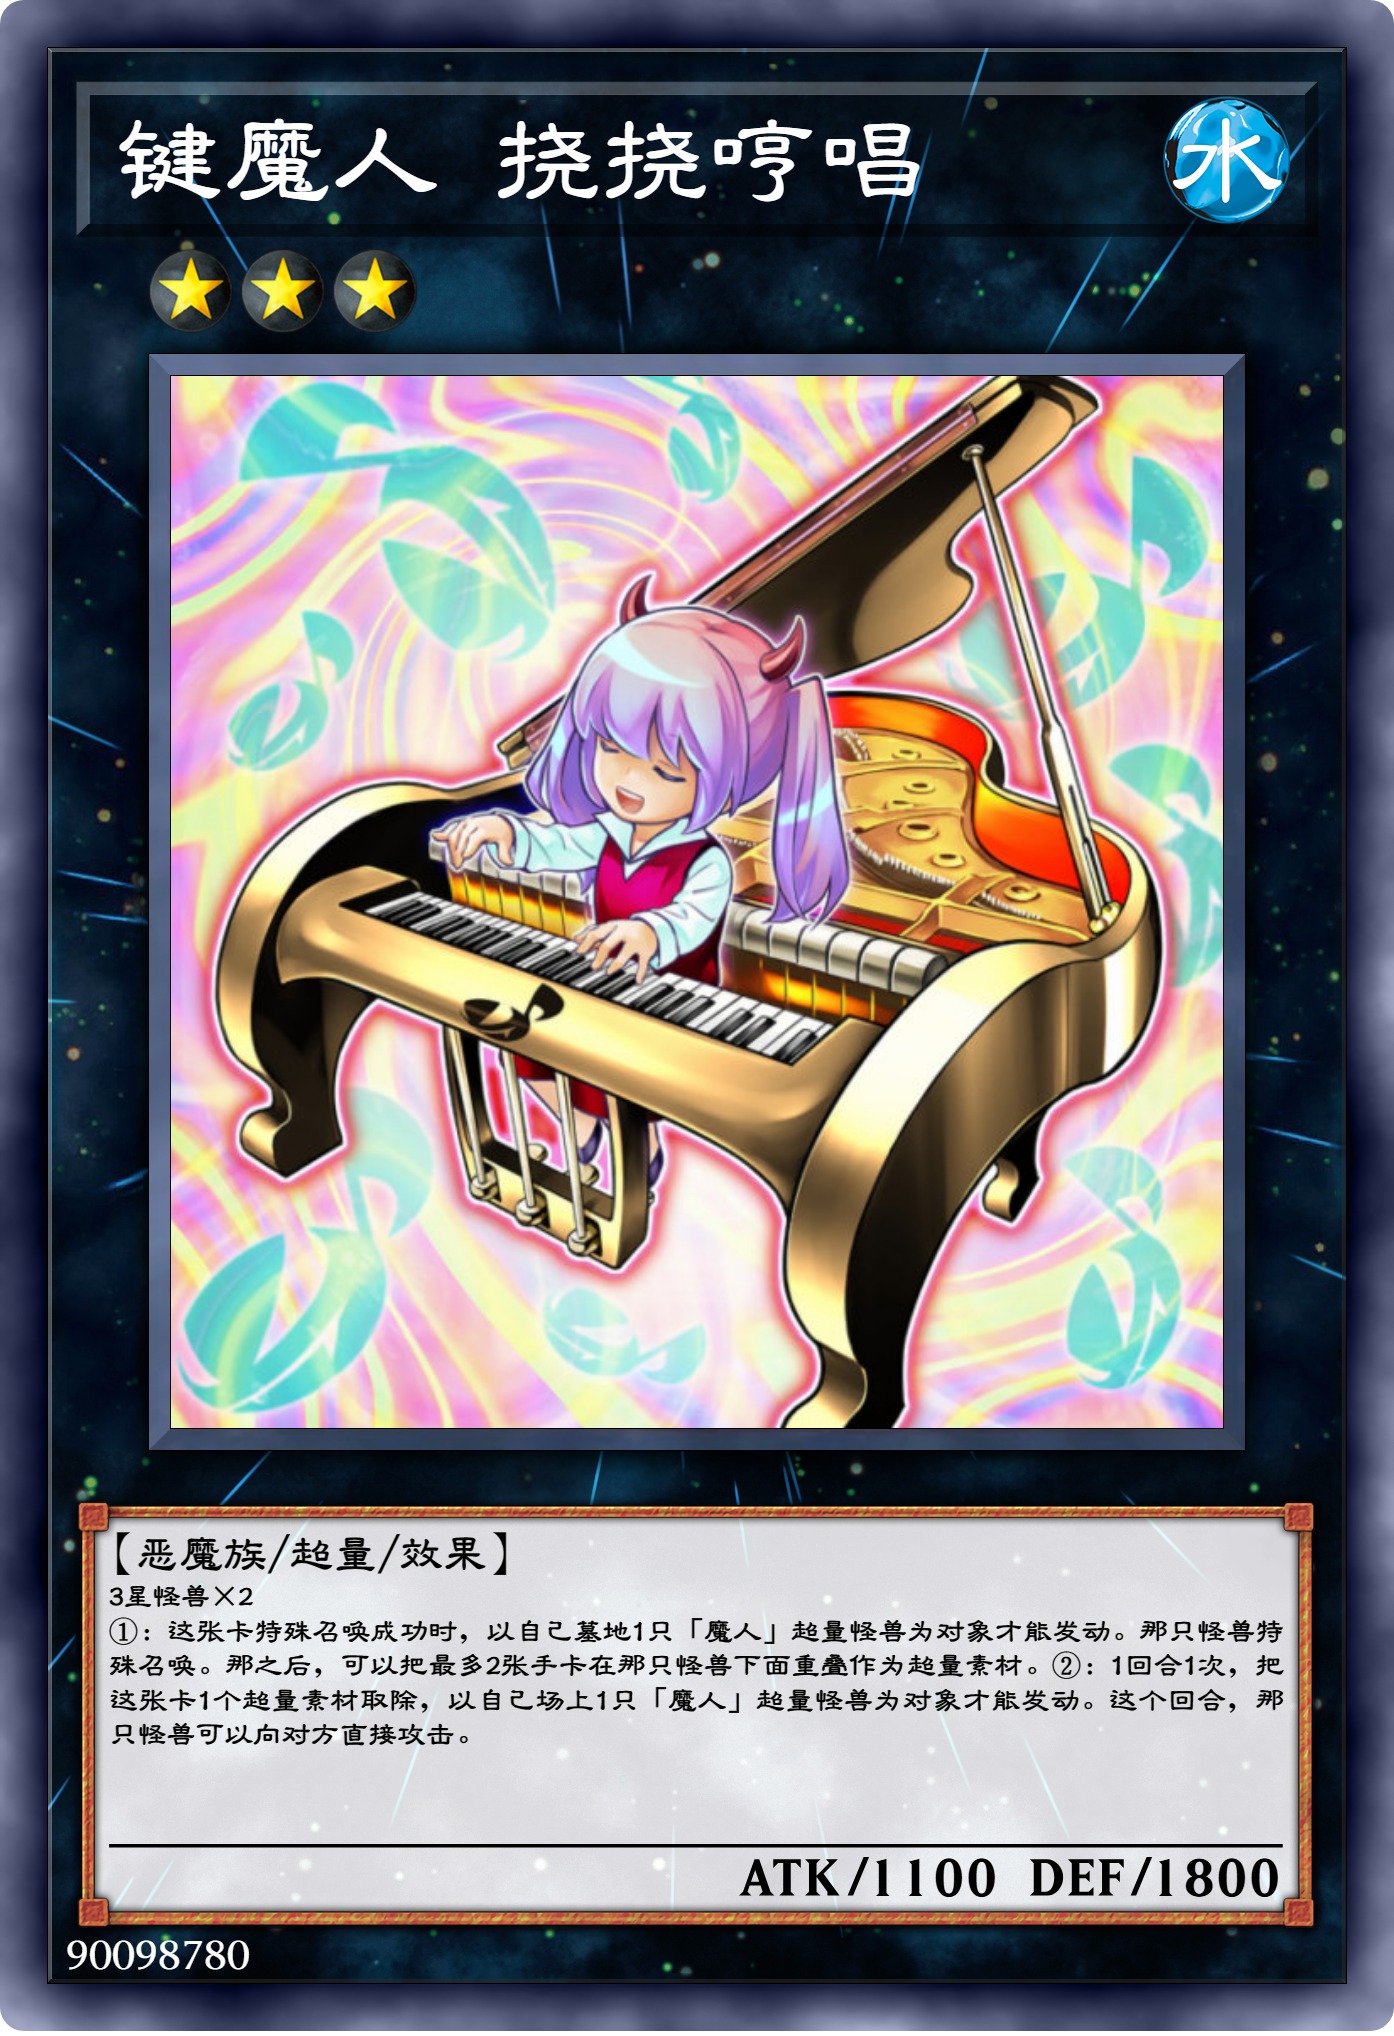 键魔人 挠挠哼唱
水
【恶魔族/超量/效果】
3星怪兽×2
①：这张卡特殊召唤成功时，以自己墓地1只「魔人」超量怪兽为对象才能发动。那只怪兽特
殊召唤。那之后，可以把最多2张手卡在那只怪兽下面重叠作为超量素材。②：1回合1次，把
这张卡1个超量素材取除，以自己场上1只「魔人」超量怪兽为对象才能发动。这个回合，那
只怪兽可以向对方直接攻击。
ATK/1100 DEF/1800
90098780